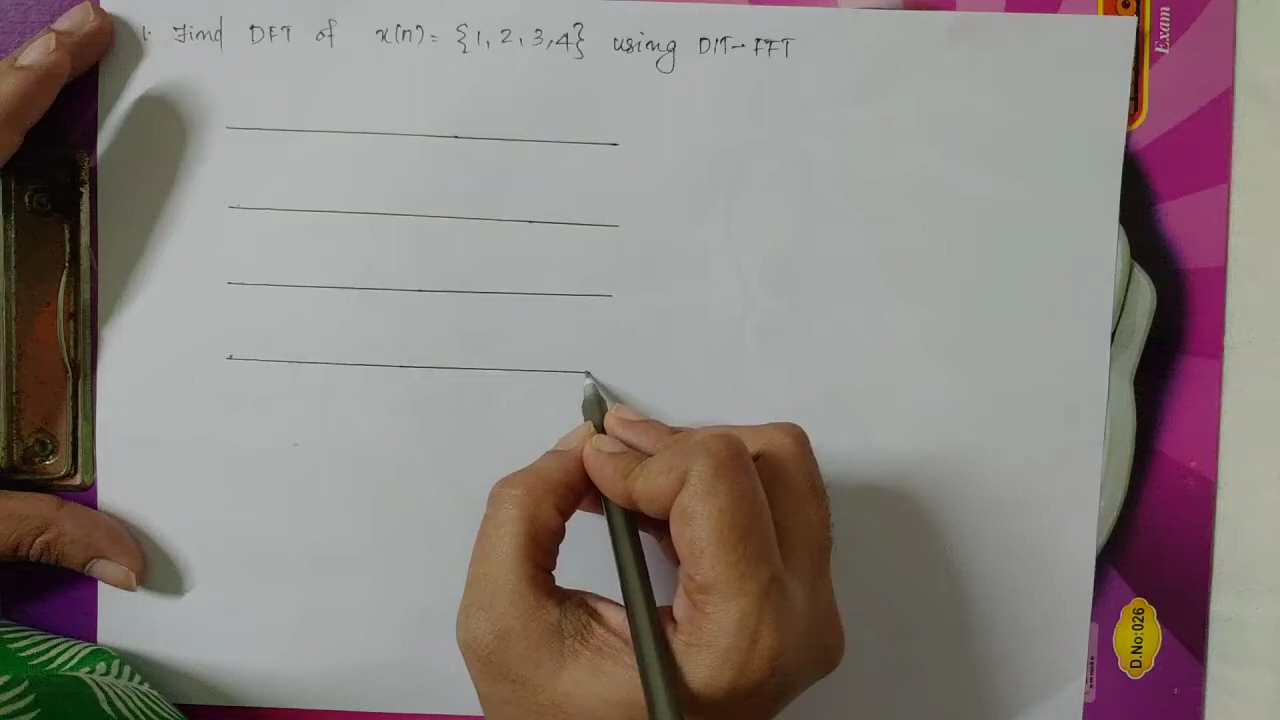 1. Find DFT of x(n) = {1, 2, 3, 4} using DIT-FFT
Exam
D.No:026